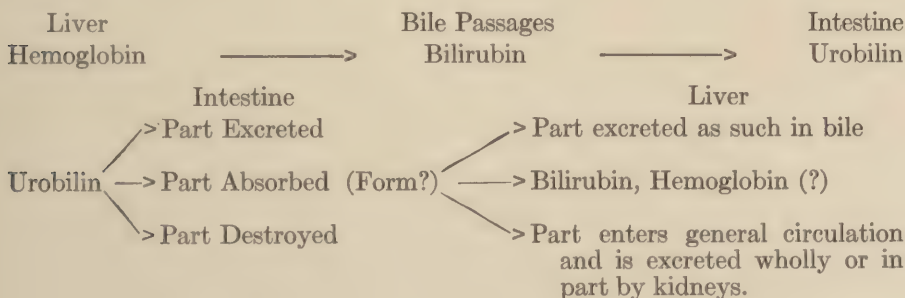 Liver Bile Passages Intestine
Hemoglobin Bilirubin Urobilin
Intestine Liver
Part Excreted Part excreted as such in bile
Urobilin Part Absorbed (Form?) Bilirubin, Hemoglobin (?)
Part Destroyed Part enters general circulation
and is excreted wholly or in
part by kidneys.